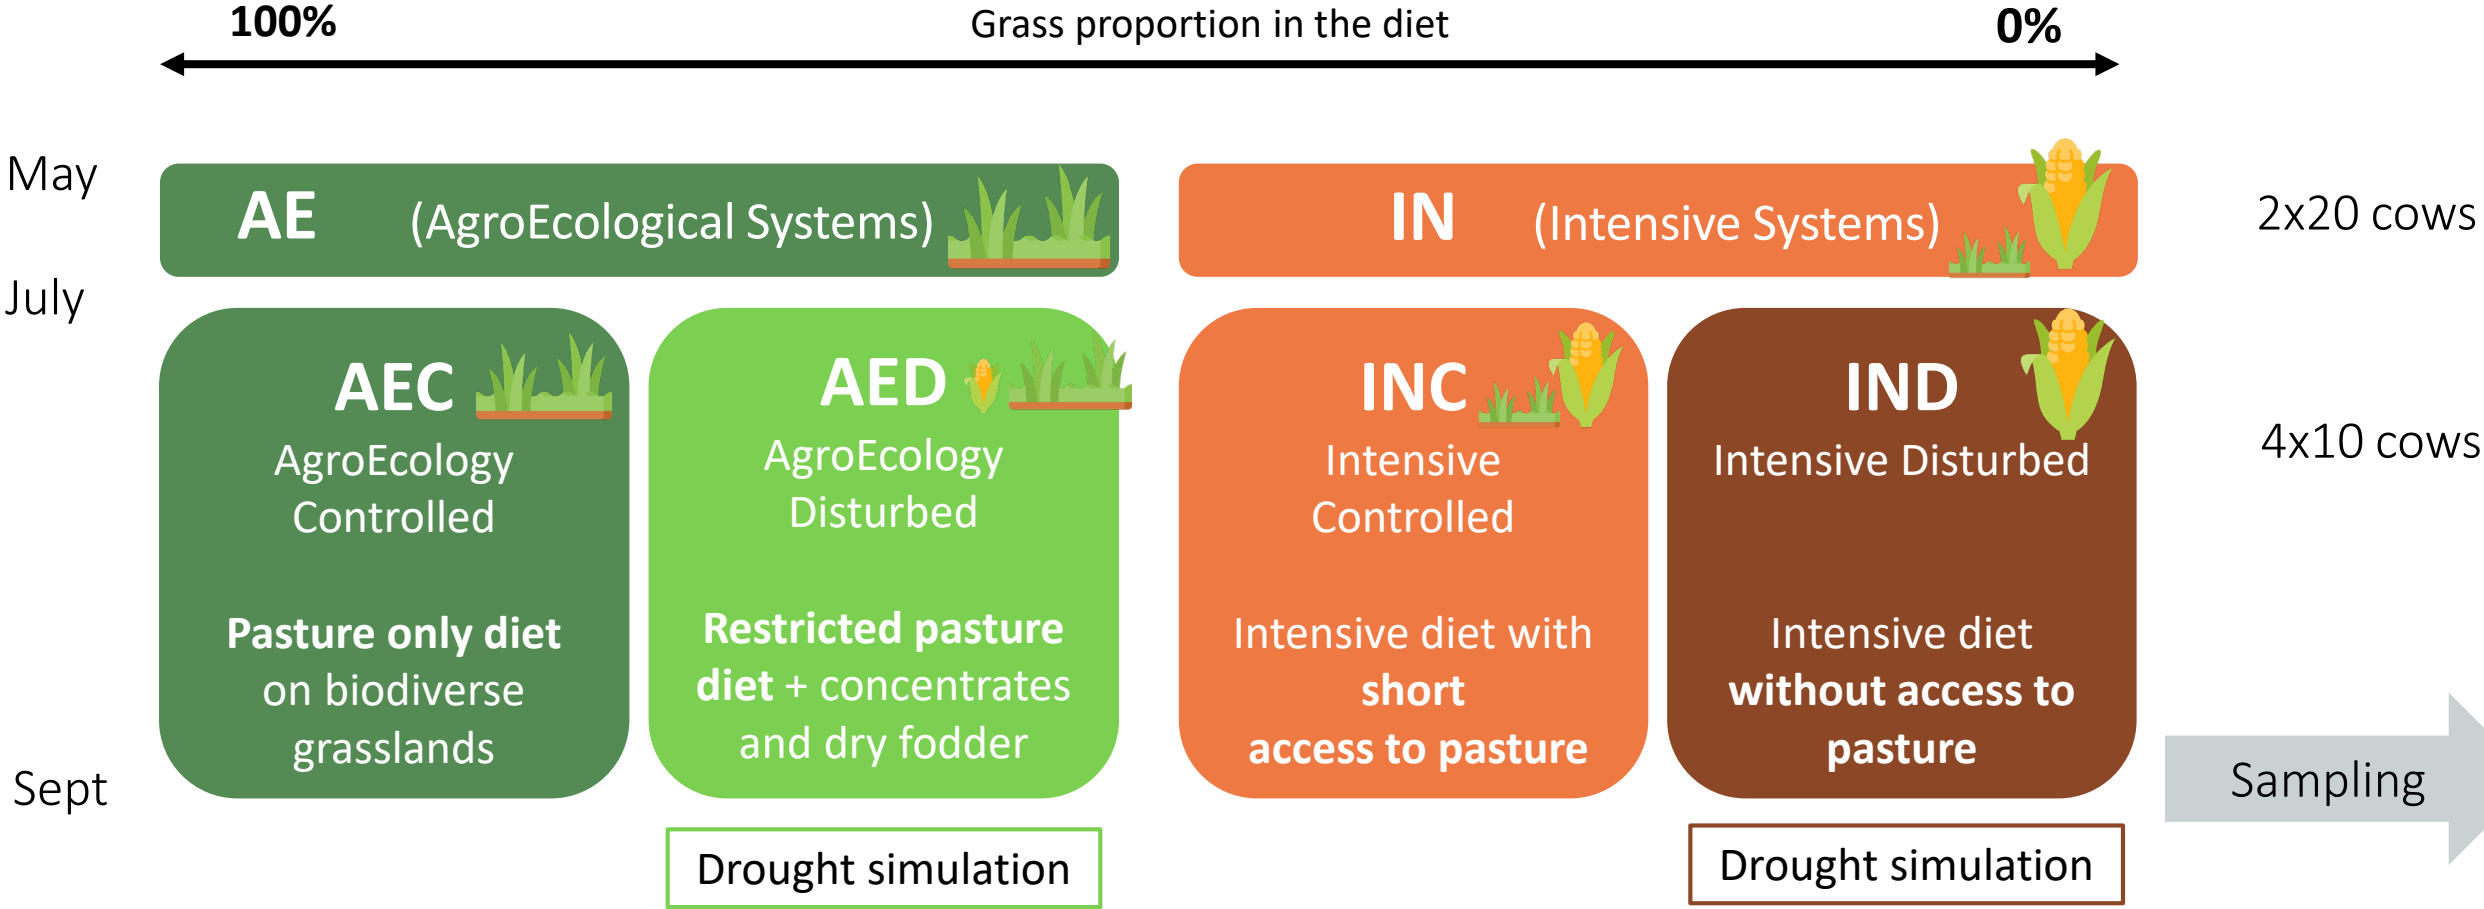 100%
Grass proportion in the diet
0%
May
AE (AgroEcological Systems)
IN (Intensive Systems)
2x20 cows
July
AEC
AgroEcology
Controlled
Pasture only diet
on biodiverse
grasslands
AED
AgroEcology
Disturbed
Restricted pasture
diet + concentrates
and dry fodder
INC
Intensive
Controlled
Intensive diet with
short
access to pasture
IND
Intensive Disturbed
Intensive diet
without access to
pasture
4x10 cows
Sept
Sampling
Drought simulation
Drought simulation